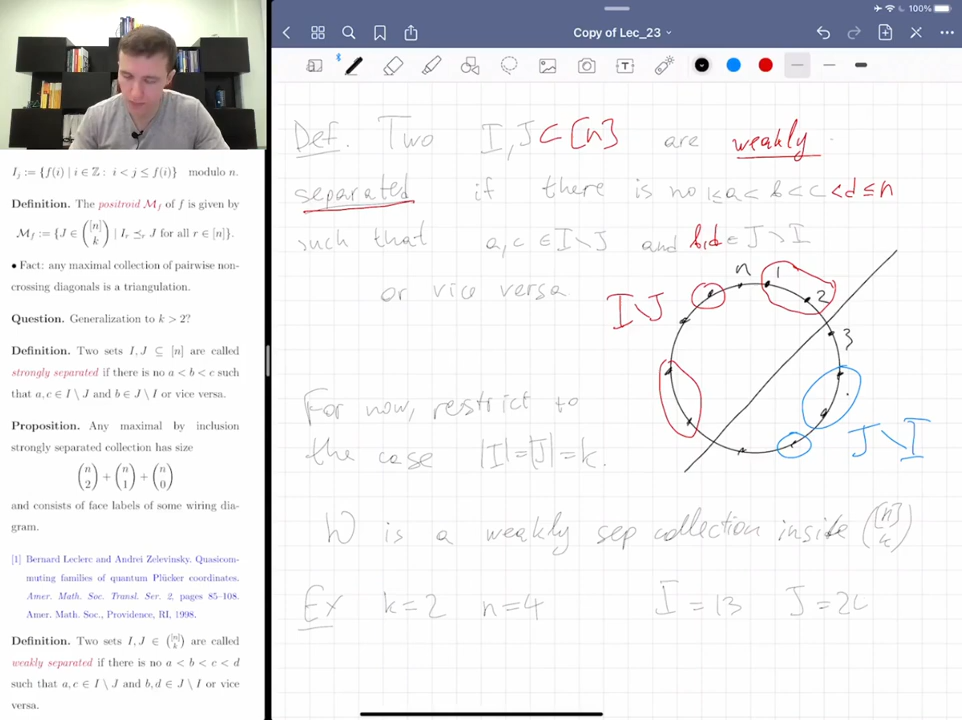 100%
Copy of Lec_23
I_j := {f(i) | i ∈ ℤ : i < j ≤ f(i)} modulo n.
Definition. The positroid M_f of f is given by
M_f := {J ∈ ([n] k) | I_r ⪯_r J for all r ∈ [n]}.
• Fact: any maximal collection of pairwise non-
crossing diagonals is a triangulation.
Question. Generalization to k > 2?
Definition. Two sets I, J ⊆ [n] are called
strongly separated if there is no a < b < c such
that a, c ∈ I \ J and b ∈ J \ I or vice versa.
Proposition. Any maximal by inclusion
strongly separated collection has size
(n 2) + (n 1) + (n 0)
and consists of face labels of some wiring dia-
gram.
[1] Bernard Leclerc and Andrei Zelevinsky. Quasicom-
muting families of quantum Plücker coordinates.
Amer. Math. Soc. Transl. Ser. 2, pages 85–108.
Amer. Math. Soc., Providence, RI, 1998.
Definition. Two sets I, J ∈ ([n] k) are called
weakly separated if there is no a < b < c < d
such that a, c ∈ I \ J and b, d ∈ J \ I or vice
versa.
Def. Two I, J ⊂ [n] are weakly
separated if there is no 1≤a<b<c<d≤n
such that a,c ∈ I\J and b,d ∈ J\I
or vice versa
n 1 2 3
I\J
J\I
For now, restrict to
the case |I|=|J|=k.
W is a weakly sep collection inside ([n] k)
Ex k=2 n=4 I=13